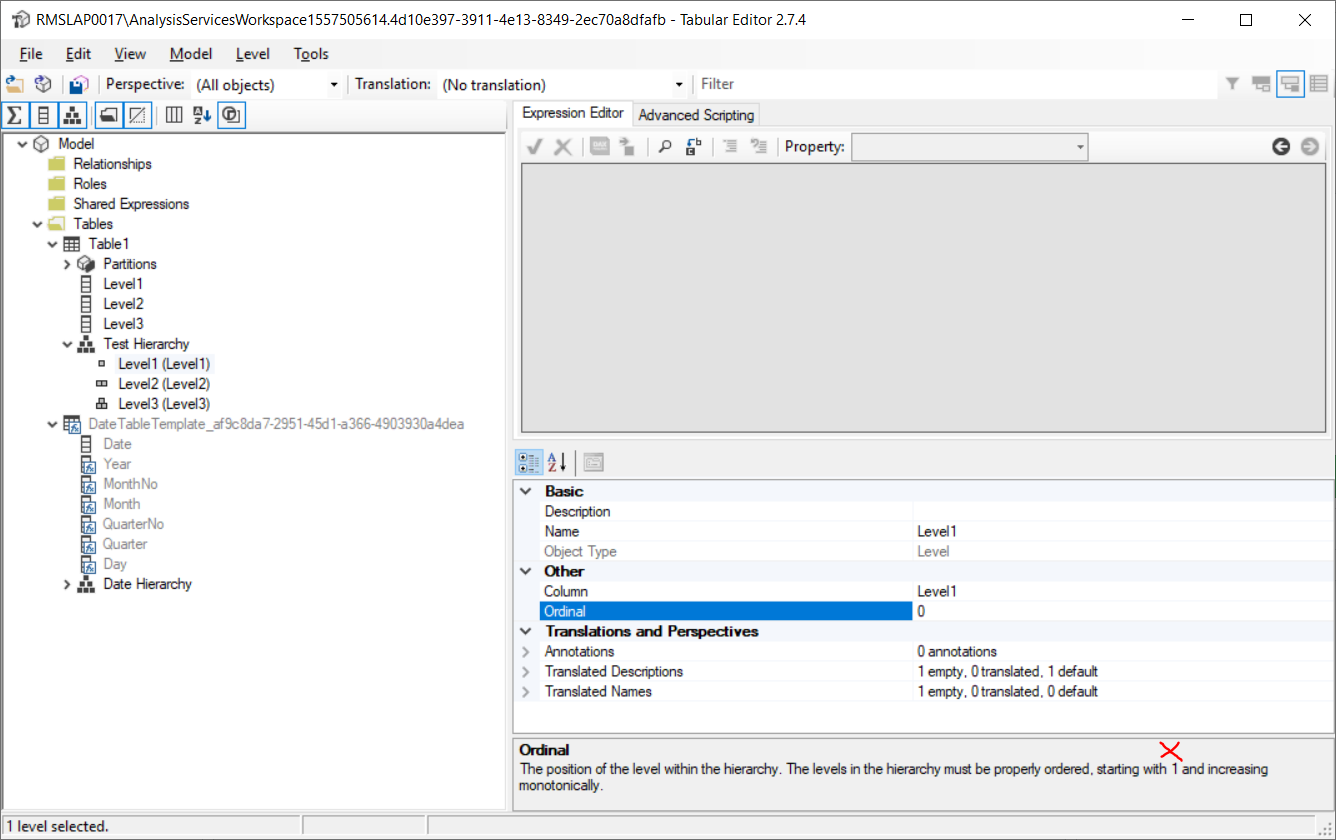 RMSLAP0017\AnalysisServicesWorkspace1557505614.4d10e397-3911-4e13-8349-2ec70a8dfafb - Tabular Editor 2.7.4
File Edit View Model Level Tools
Perspective: (All objects) Translation: (No translation) Filter
Expression Editor Advanced Scripting
Property:
Model
Relationships
Roles
Shared Expressions
Tables
Table1
Partitions
Level1
Level2
Level3
Test Hierarchy
Level1 (Level1)
Level2 (Level2)
Level3 (Level3)
DateTableTemplate_af9c8da7-2951-45d1-a366-4903930a4dea
Date
Year
MonthNo
Month
QuarterNo
Quarter
Day
Date Hierarchy
Basic
Description
Name Level1
Object Type Level
Other
Column Level1
Ordinal 0
Translations and Perspectives
Annotations 0 annotations
Translated Descriptions 1 empty, 0 translated, 1 default
Translated Names 1 empty, 0 translated, 0 default
Ordinal
The position of the level within the hierarchy. The levels in the hierarchy must be properly ordered, starting with 1 and increasing
monotonically.
1 level selected.